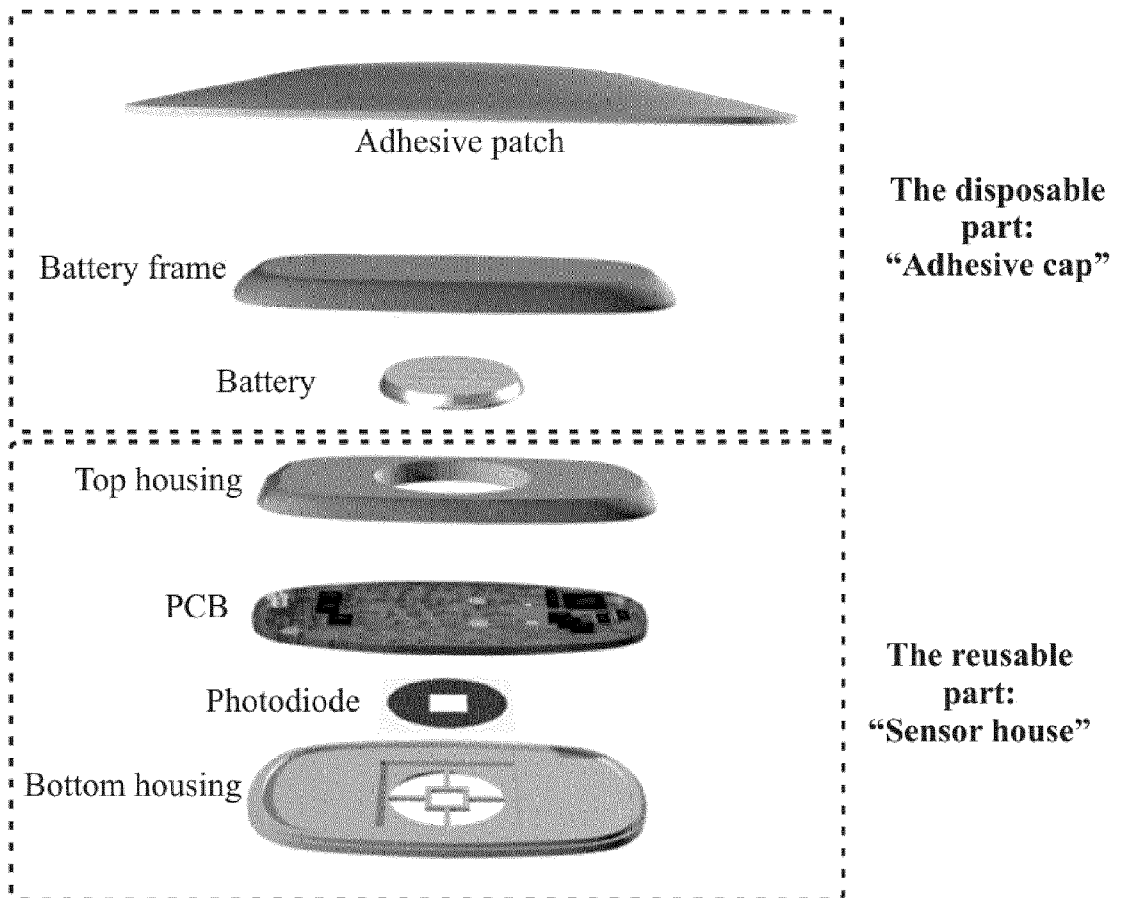 Adhesive patch
The disposable
part:
“Adhesive cap”
Battery frame
Battery
Top housing
PCB
Photodiode
The reusable
part:
“Sensor house”
Bottom housing